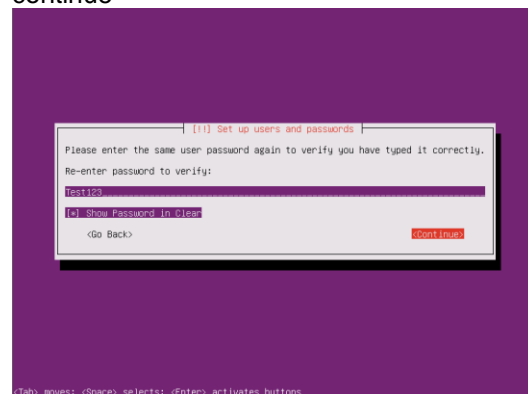 continue
[!!] Set up users and passwords
Please enter the same user password again to verify you have typed it correctly.
Re-enter password to verify:
Test123
[*] Show Password in Clear
<Go Back> <Continue>
<Tab> moves; <Space> selects; <Enter> activates buttons